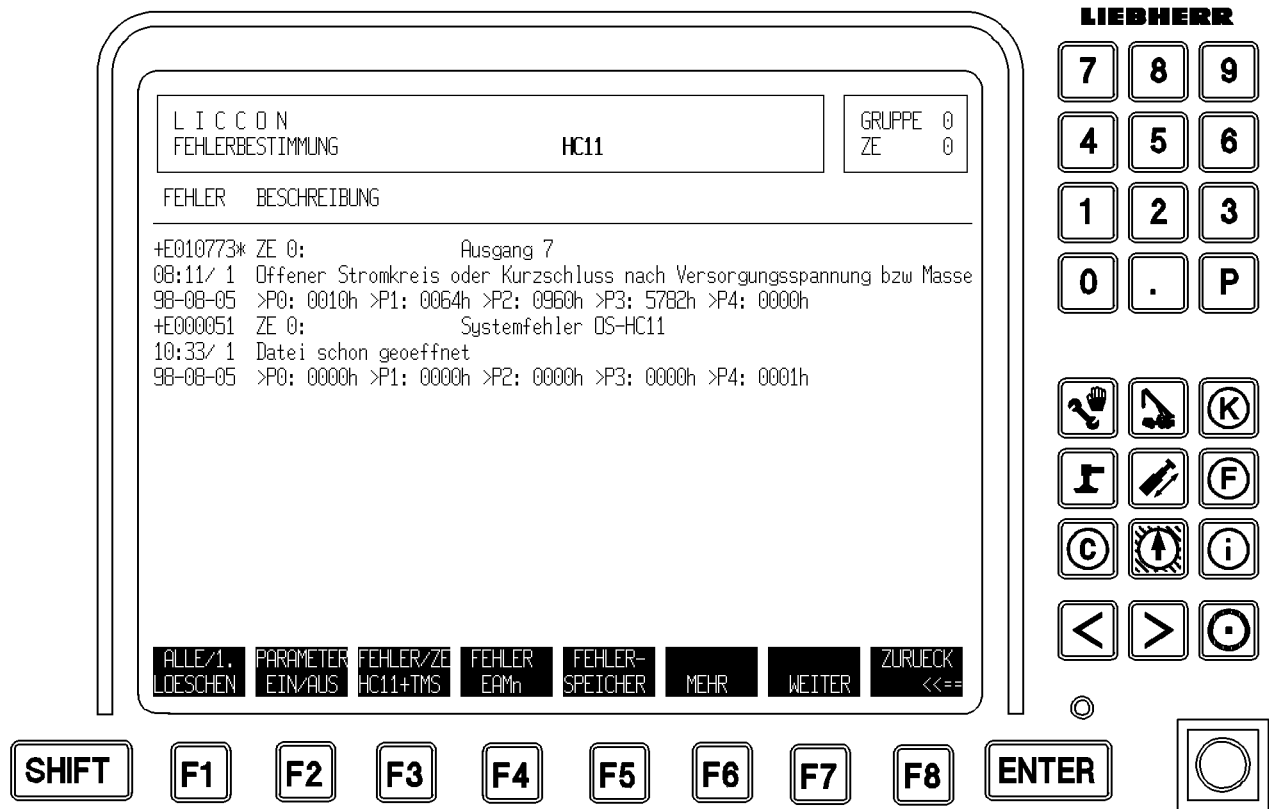 LIEBHERR
L I C C O N
FEHLERBESTIMMUNG HC11
GRUPPE 0
ZE 0
FEHLER BESCHREIBUNG
+E010773* ZE 0: Ausgang 7
08:11/ 1 Offener Stromkreis oder Kurzschluss nach Versorgungsspannung bzw Masse
98-08-05 >P0: 0010h >P1: 0064h >P2: 0960h >P3: 5782h >P4: 0000h
+E000051 ZE 0: Systemfehler OS-HC11
10:33/ 1 Datei schon geoeffnet
98-08-05 >P0: 0000h >P1: 0000h >P2: 0000h >P3: 0000h >P4: 0001h
ALLE/1. PARAMETER FEHLER/ZE FEHLER FEHLER- ZURUECK
LOESCHEN EIN/AUS HC11+TMS EAMn SPEICHER MEHR WEITER <<==
7 8 9
4 5 6
1 2 3
0 . P
K
F
C i
< >
SHIFT F1 F2 F3 F4 F5 F6 F7 F8 ENTER